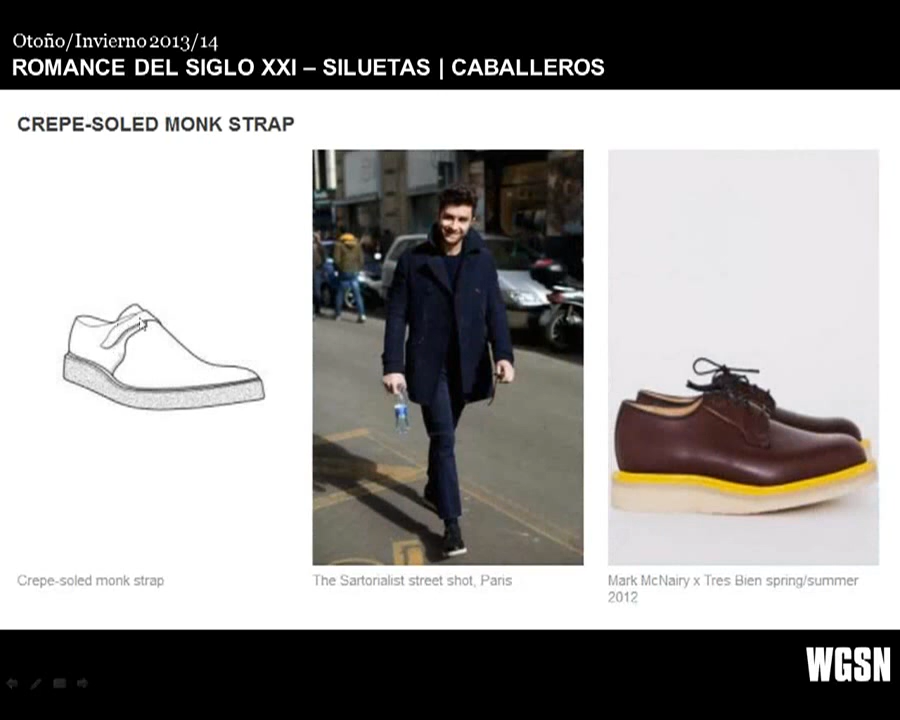 Otoño/Invierno 2013/14
ROMANCE DEL SIGLO XXI – SILUETAS | CABALLEROS
CREPE-SOLED MONK STRAP
Crepe-soled monk strap
The Sartorialist street shot, Paris
Mark McNairy x Tres Bien spring/summer
2012
WGSN